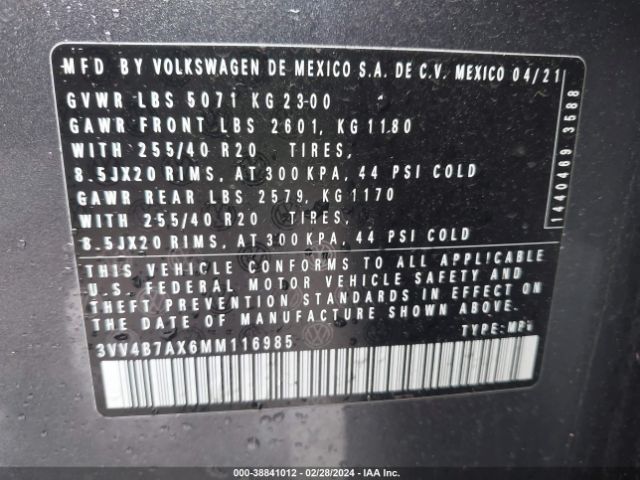 MFD BY VOLKSWAGEN DE MEXICO S.A. DE C.V. MEXICO 04/21
GVWR LBS 5071 KG 2300
GAWR FRONT LBS 2601, KG 1180
WITH 255/40 R20 TIRES,
8.5JX20 RIMS, AT 300 KPA, 44 PSI COLD
GAWR REAR LBS 2579, KG 1170
WITH 255/40 R20 TIRES,
8.5JX20 RIMS, AT 300 KPA, 44 PSI COLD
THIS VEHICLE CONFORMS TO ALL APPLICABLE
U.S. FEDERAL MOTOR VEHICLE SAFETY AND
THEFT PREVENTION STANDARDS IN EFFECT ON
THE DATE OF MANUFACTURE SHOWN ABOVE.
3VV4B7AX6MM116985 TYPE: MPV
1440469 3588
000-38841012 - 02/28/2024 - IAA Inc.